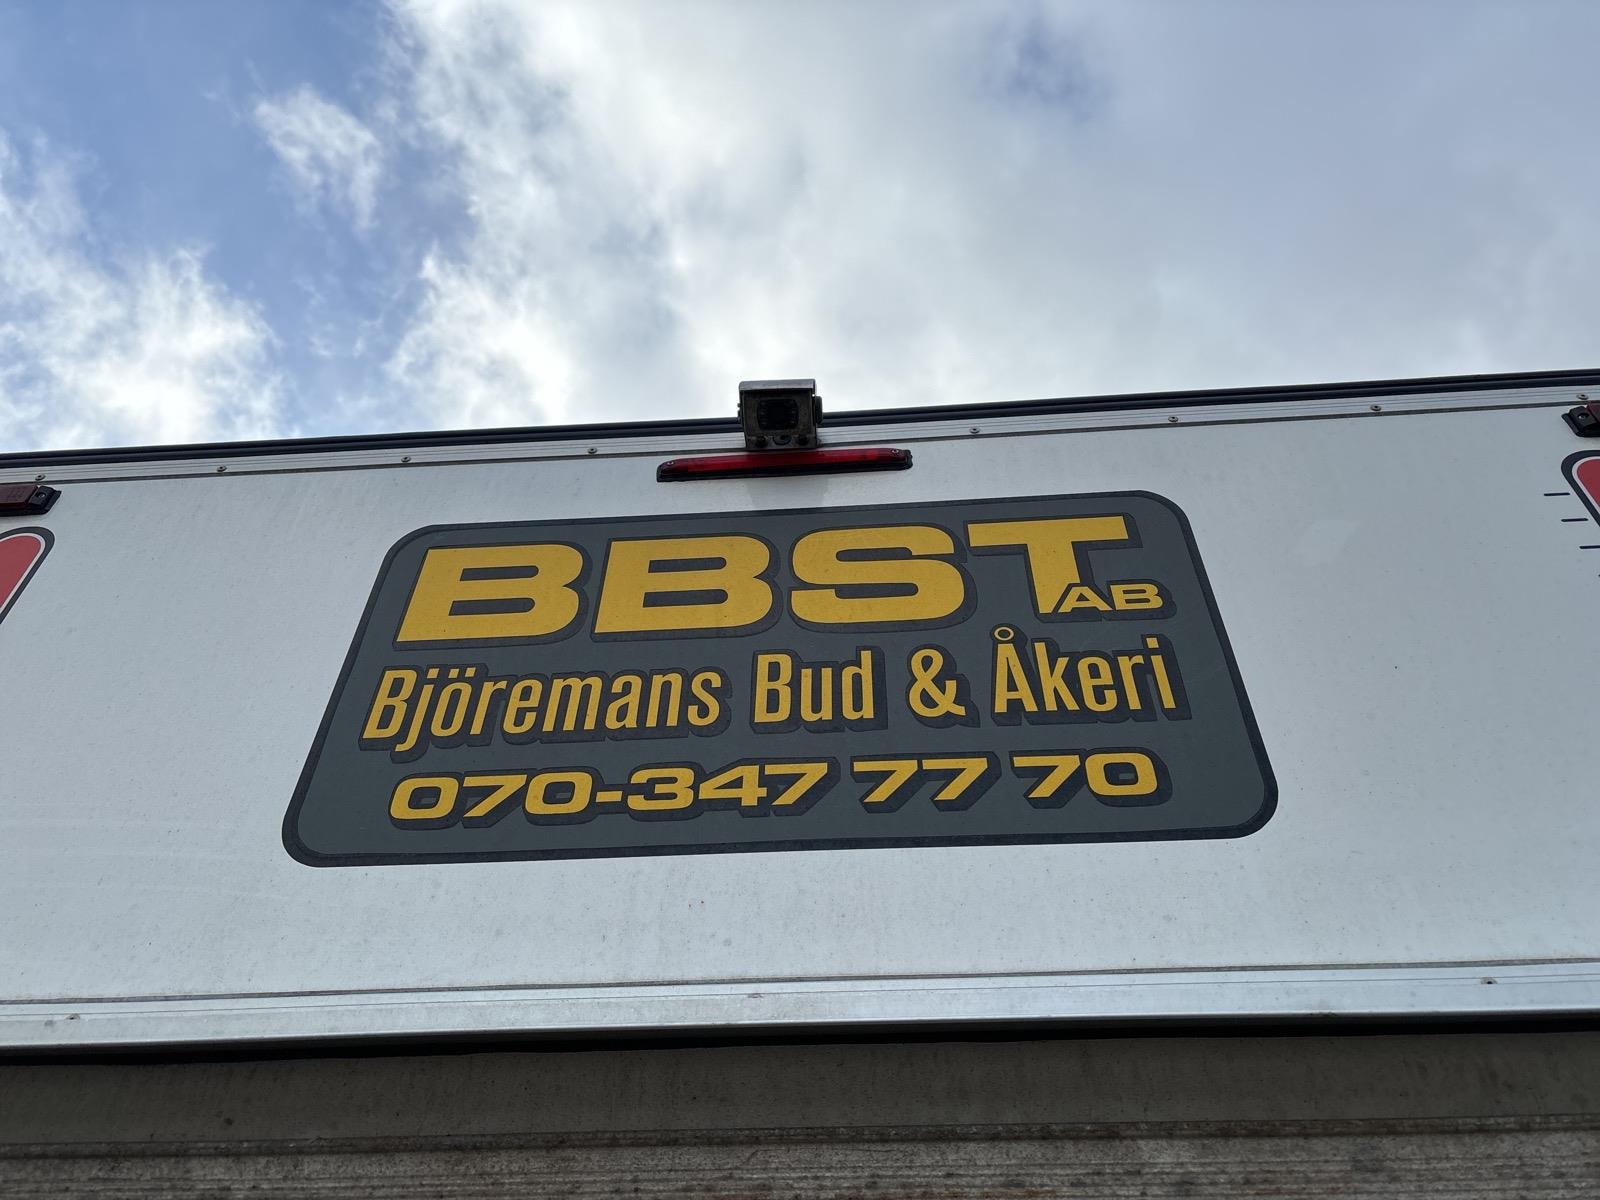 BBST AB
Björemans Bud & Åkeri
070-347 77 70